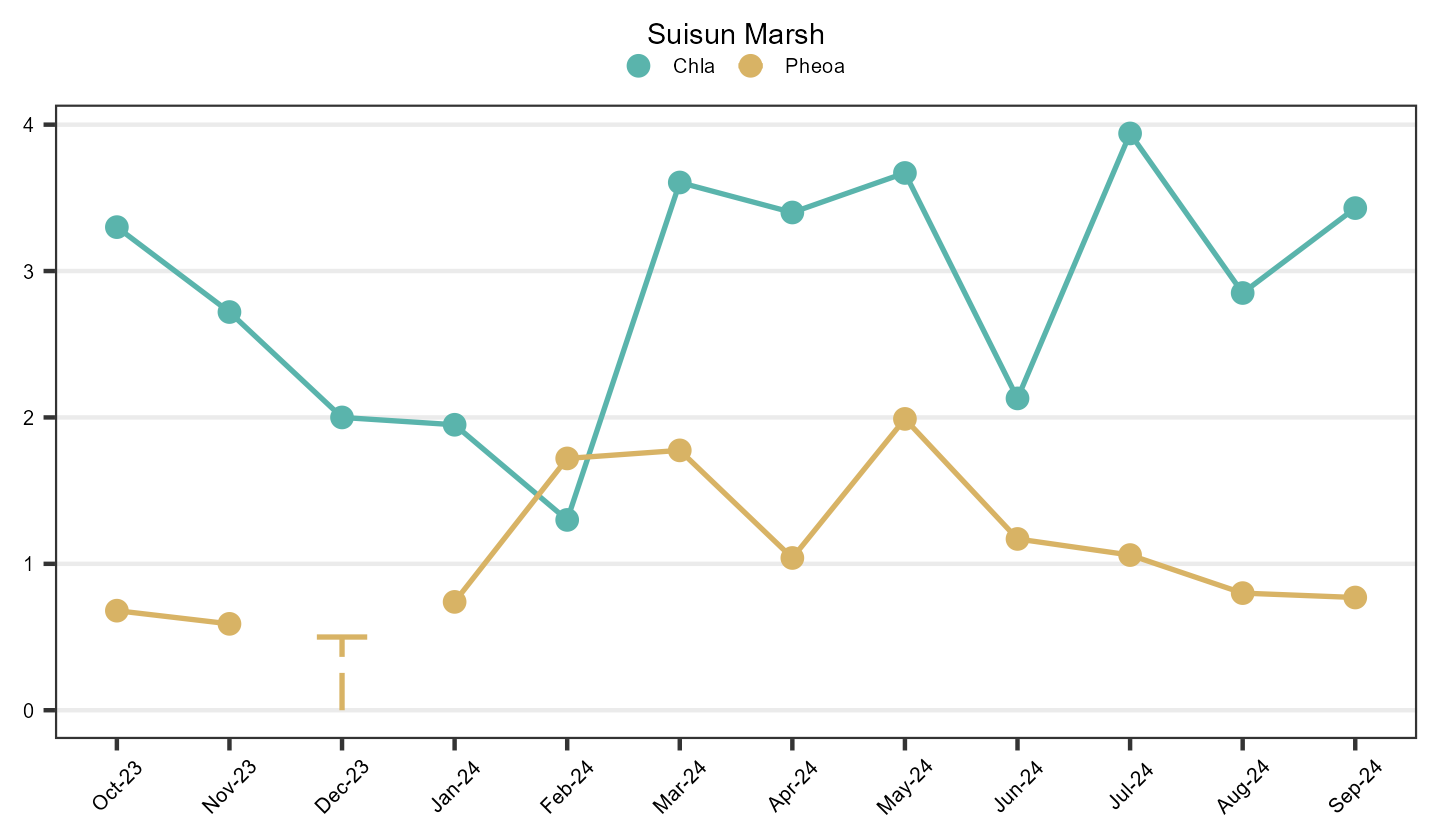 Suisun Marsh
Chla Pheoa
4
3
2
1
0
Oct-23 Nov-23 Dec-23 Jan-24 Feb-24 Mar-24 Apr-24 May-24 Jun-24 Jul-24 Aug-24 Sep-24